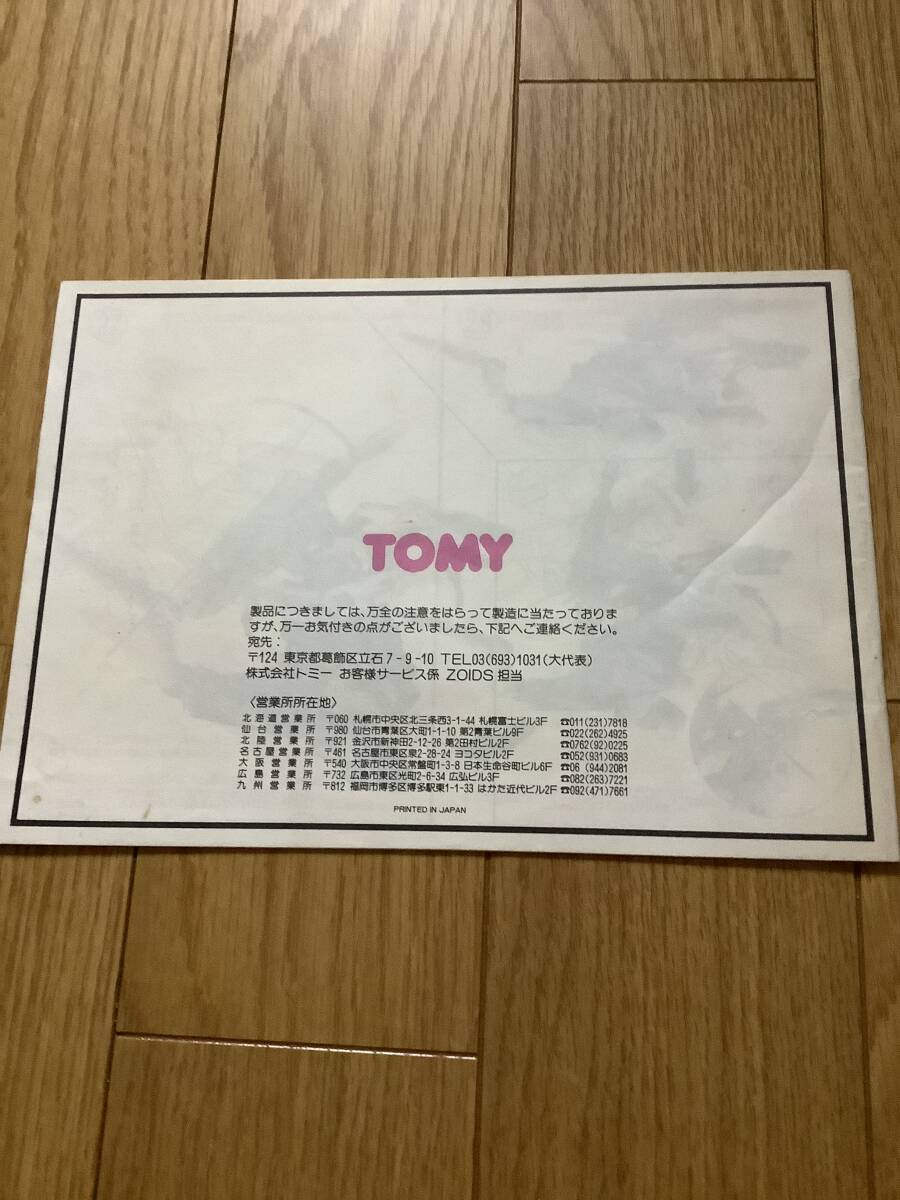 TOMY
製品につきましては、万全の注意をはらって製造に当たっておりま
すが、万一お気付きの点がございましたら、下記へご連絡ください。
宛先：
〒124 東京都葛飾区立石7-9-10 TEL03(693)1031(大代表)
株式会社トミー お客様サービス係 ZOIDS 担当
〈営業所所在地〉
北海道営業所 〒060 札幌市中央区北三条西3-1-44 札幌富士ビル3F ☎011(231)7818
仙台営業所 〒980 仙台市青葉区大町1-1-10 第2青葉ビル9F ☎022(262)4925
北陸営業所 〒921 金沢市新神田2-12-26 第2田村ビル2F ☎0762(92)0225
名古屋営業所 〒461 名古屋市東区泉2-28-24 ヨコタビル2F ☎052(931)0683
大阪営業所 〒540 大阪市中央区常盤町1-3-8 日本生命谷町ビル6F ☎06(944)2081
広島営業所 〒732 広島市東区光町2-6-34 広弘ビル3F ☎082(263)7221
九州営業所 〒812 福岡市博多区博多駅東1-1-33 はかた近代ビル2F ☎092(471)7661
PRINTED IN JAPAN